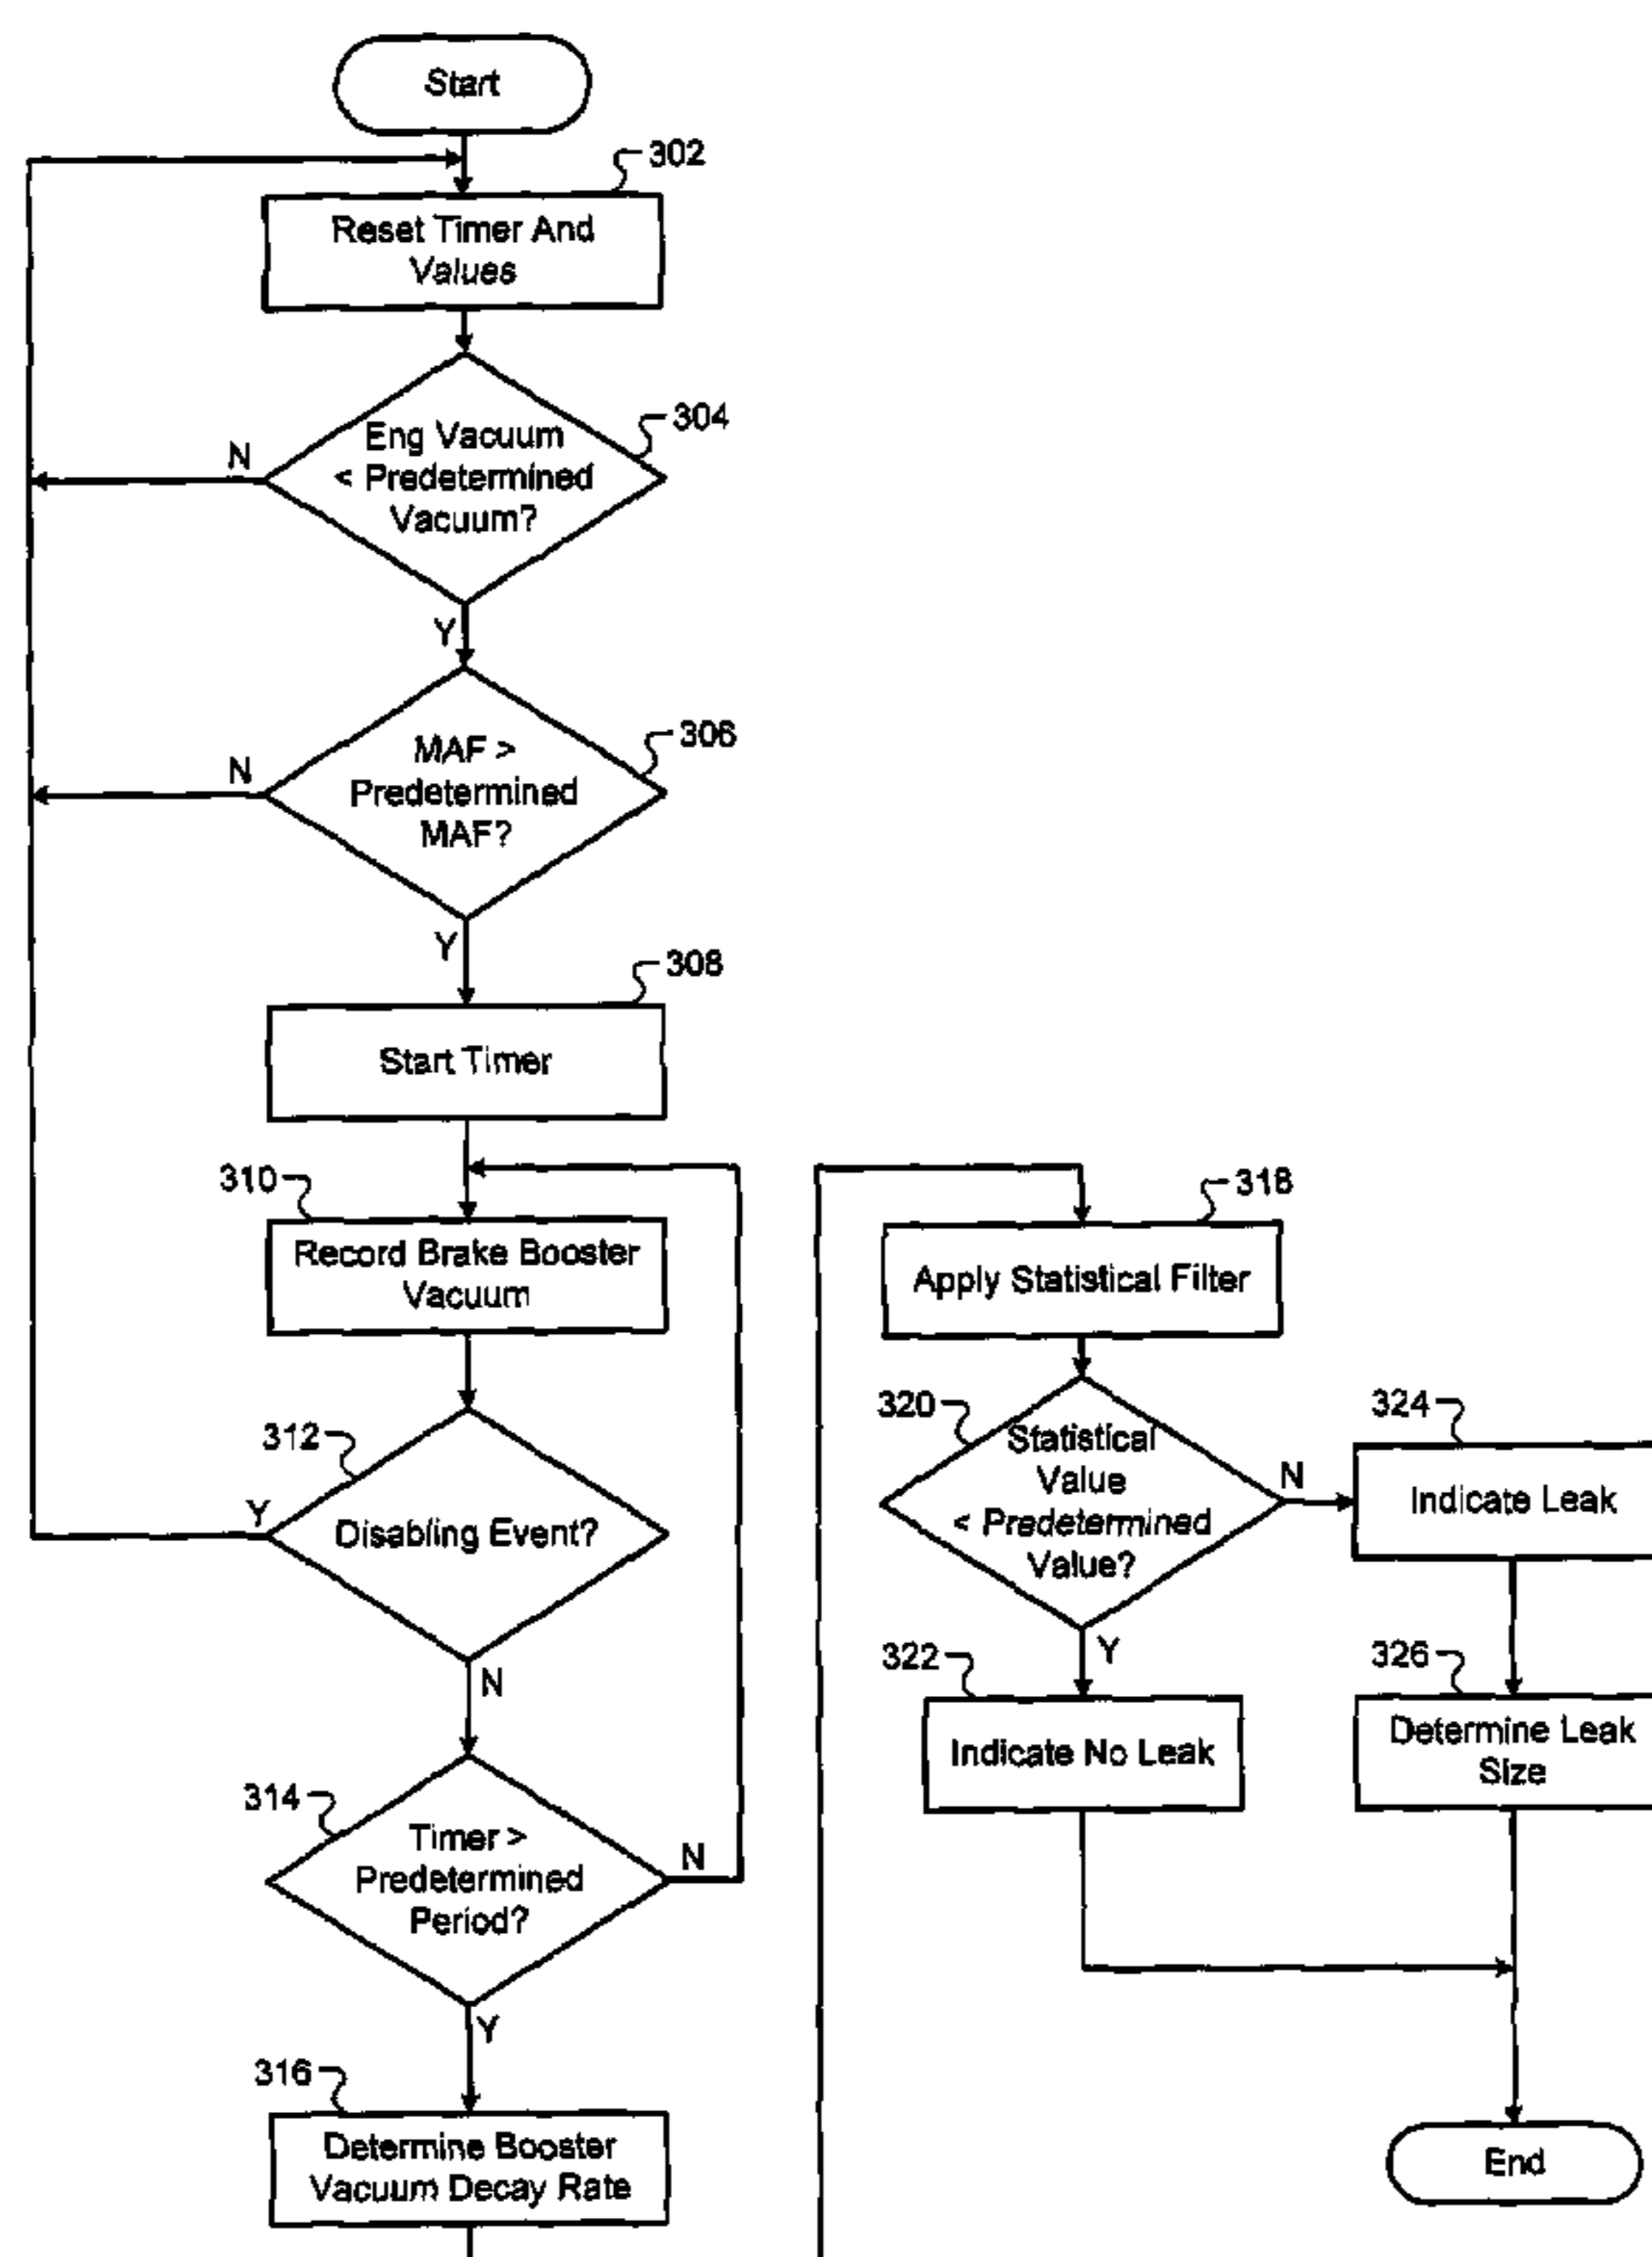 Start
302
Reset Timer And
Values
304
Eng Vacuum
< Predetermined
Vacuum?
N
Y
306
MAF >
Predetermined
MAF?
N
Y
308
Start Timer
310
Record Brake Booster
Vacuum
312
Disabling Event?
Y
N
314
Timer >
Predetermined
Period?
N
Y
316
Determine Booster
Vacuum Decay Rate
318
Apply Statistical Filter
320
Statistical
Value
< Predetermined
Value?
N
Y
322
Indicate No Leak
324
Indicate Leak
326
Determine Leak
Size
End